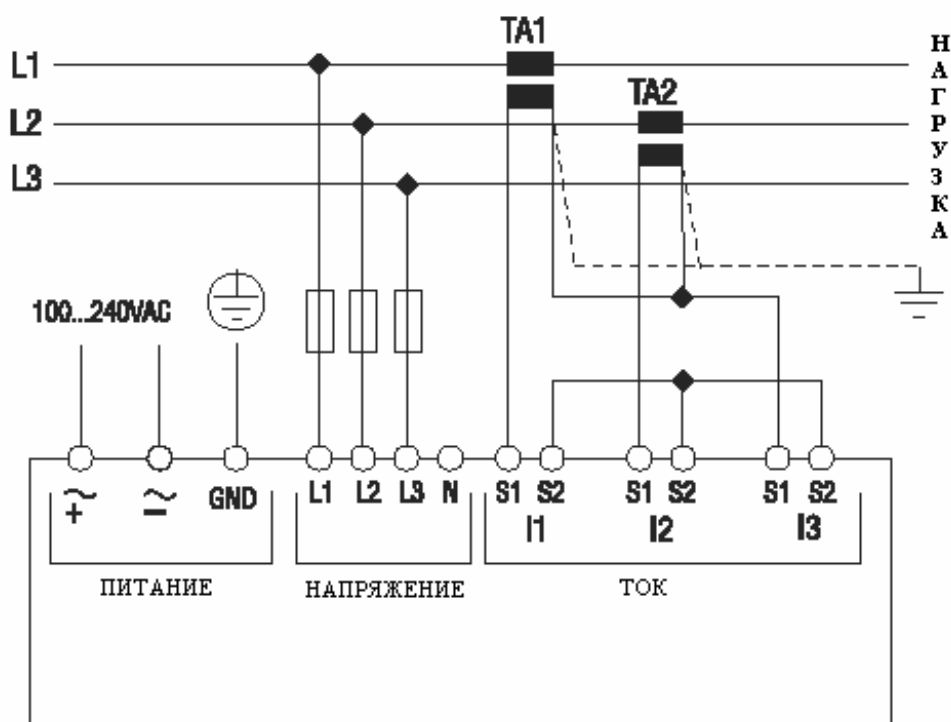 TA1
L1
TA2
L2
L3
НАГРУЗКА
100...240VAC
GND
L1 L2 L3 N
S1 S2 S1 S2 S1 S2
I1 I2 I3
ПИТАНИЕ НАПРЯЖЕНИЕ ТОК